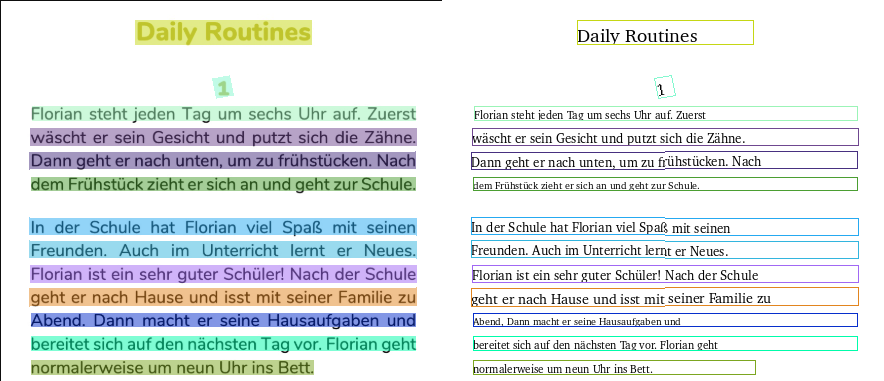 Daily Routines
1
Florian steht jeden Tag um sechs Uhr auf. Zuerst
wäscht er sein Gesicht und putzt sich die Zähne.
Dann geht er nach unten, um zu frühstücken. Nach
dem Frühstück zieht er sich an und geht zur Schule.
In der Schule hat Florian viel Spaß mit seinen
Freunden. Auch im Unterricht lernt er Neues.
Florian ist ein sehr guter Schüler! Nach der Schule
geht er nach Hause und isst mit seiner Familie zu
Abend. Dann macht er seine Hausaufgaben und
bereitet sich auf den nächsten Tag vor. Florian geht
normalerweise um neun Uhr ins Bett.
Daily Routines
1
Florian steht jeden Tag um sechs Uhr auf. Zuerst
wäscht er sein Gesicht und putzt sich die Zähne.
Dann geht er nach unten, um zu frühstücken. Nach
dem Frühstück zieht er sich an und geht zur Schule.
In der Schule hat Florian viel Spaß mit seinen
Freunden. Auch im Unterricht lernt er Neues.
Florian ist ein sehr guter Schüler! Nach der Schule
geht er nach Hause und isst mit seiner Familie zu
Abend, Dann macht er seine Hausaufgaben und
bereitet sich auf den nächsten Tag vor. Florian geht
normalerweise um neun Uhr ins Bett.